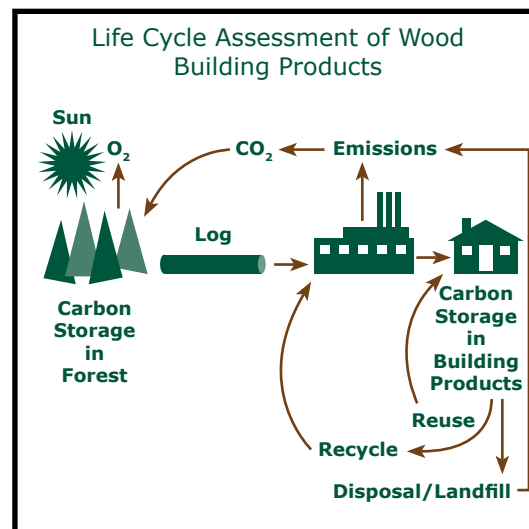 Life Cycle Assessment of Wood
Building Products
Sun
O₂
CO₂
Emissions
Log
Carbon
Storage
in
Forest
Carbon
Storage
in
Building
Products
Reuse
Recycle
Disposal/Landfill